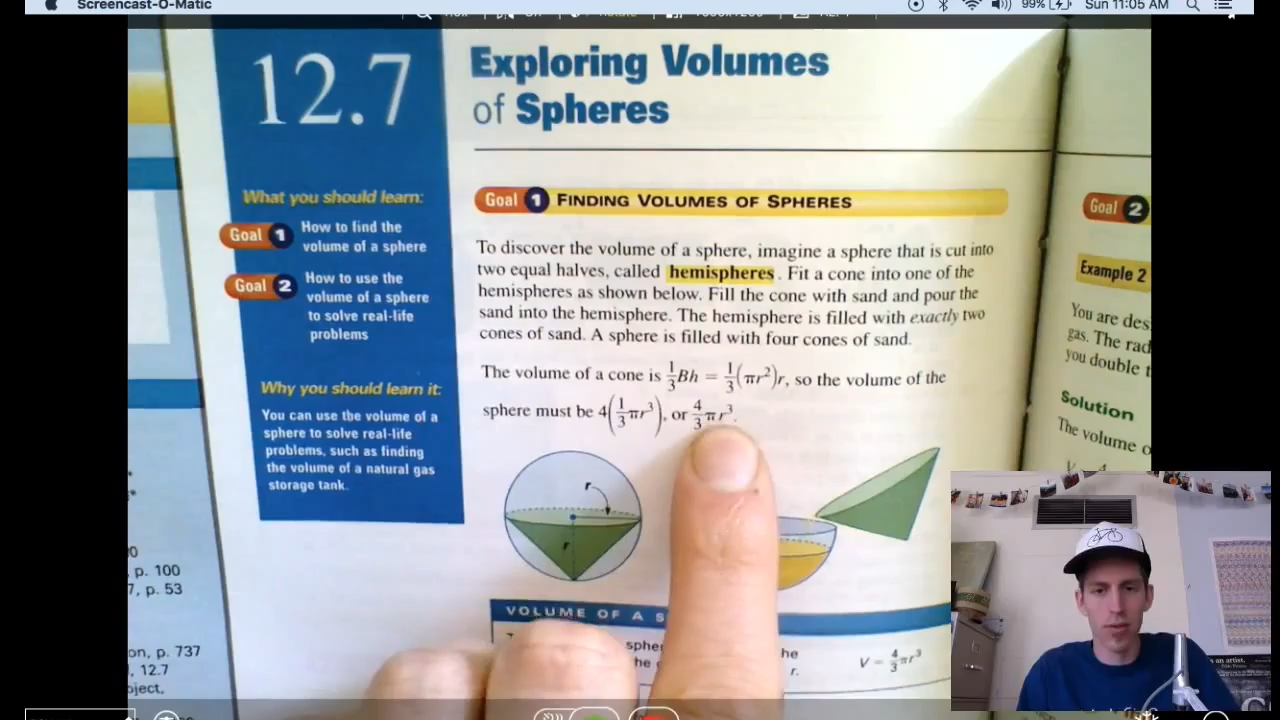 Screencast-O-Matic
99%
Sun 11:05 AM
12.7
Exploring Volumes
of Spheres
What you should learn:
Goal 1 How to find the
volume of a sphere
Goal 2 How to use the
volume of a sphere
to solve real-life
problems
Why you should learn it:
You can use the volume of a
sphere to solve real-life
problems, such as finding
the volume of a natural gas
storage tank.
Goal 1 FINDING VOLUMES OF SPHERES
To discover the volume of a sphere, imagine a sphere that is cut into
two equal halves, called hemispheres. Fit a cone into one of the
hemispheres as shown below. Fill the cone with sand and pour the
sand into the hemisphere. The hemisphere is filled with exactly two
cones of sand. A sphere is filled with four cones of sand.
The volume of a cone is 1/3Bh = 1/3(πr²)r, so the volume of the
sphere must be 4(1/3πr³), or 4/3πr³.
r
r
VOLUME OF A S
V = 4/3πr³
r.
, p. 100
7, p. 53
on, p. 737
, 12.7
oject,
Goal 2
Example 2
You are des
gas. The rad
you double t
Solution
The volume o
an artist.